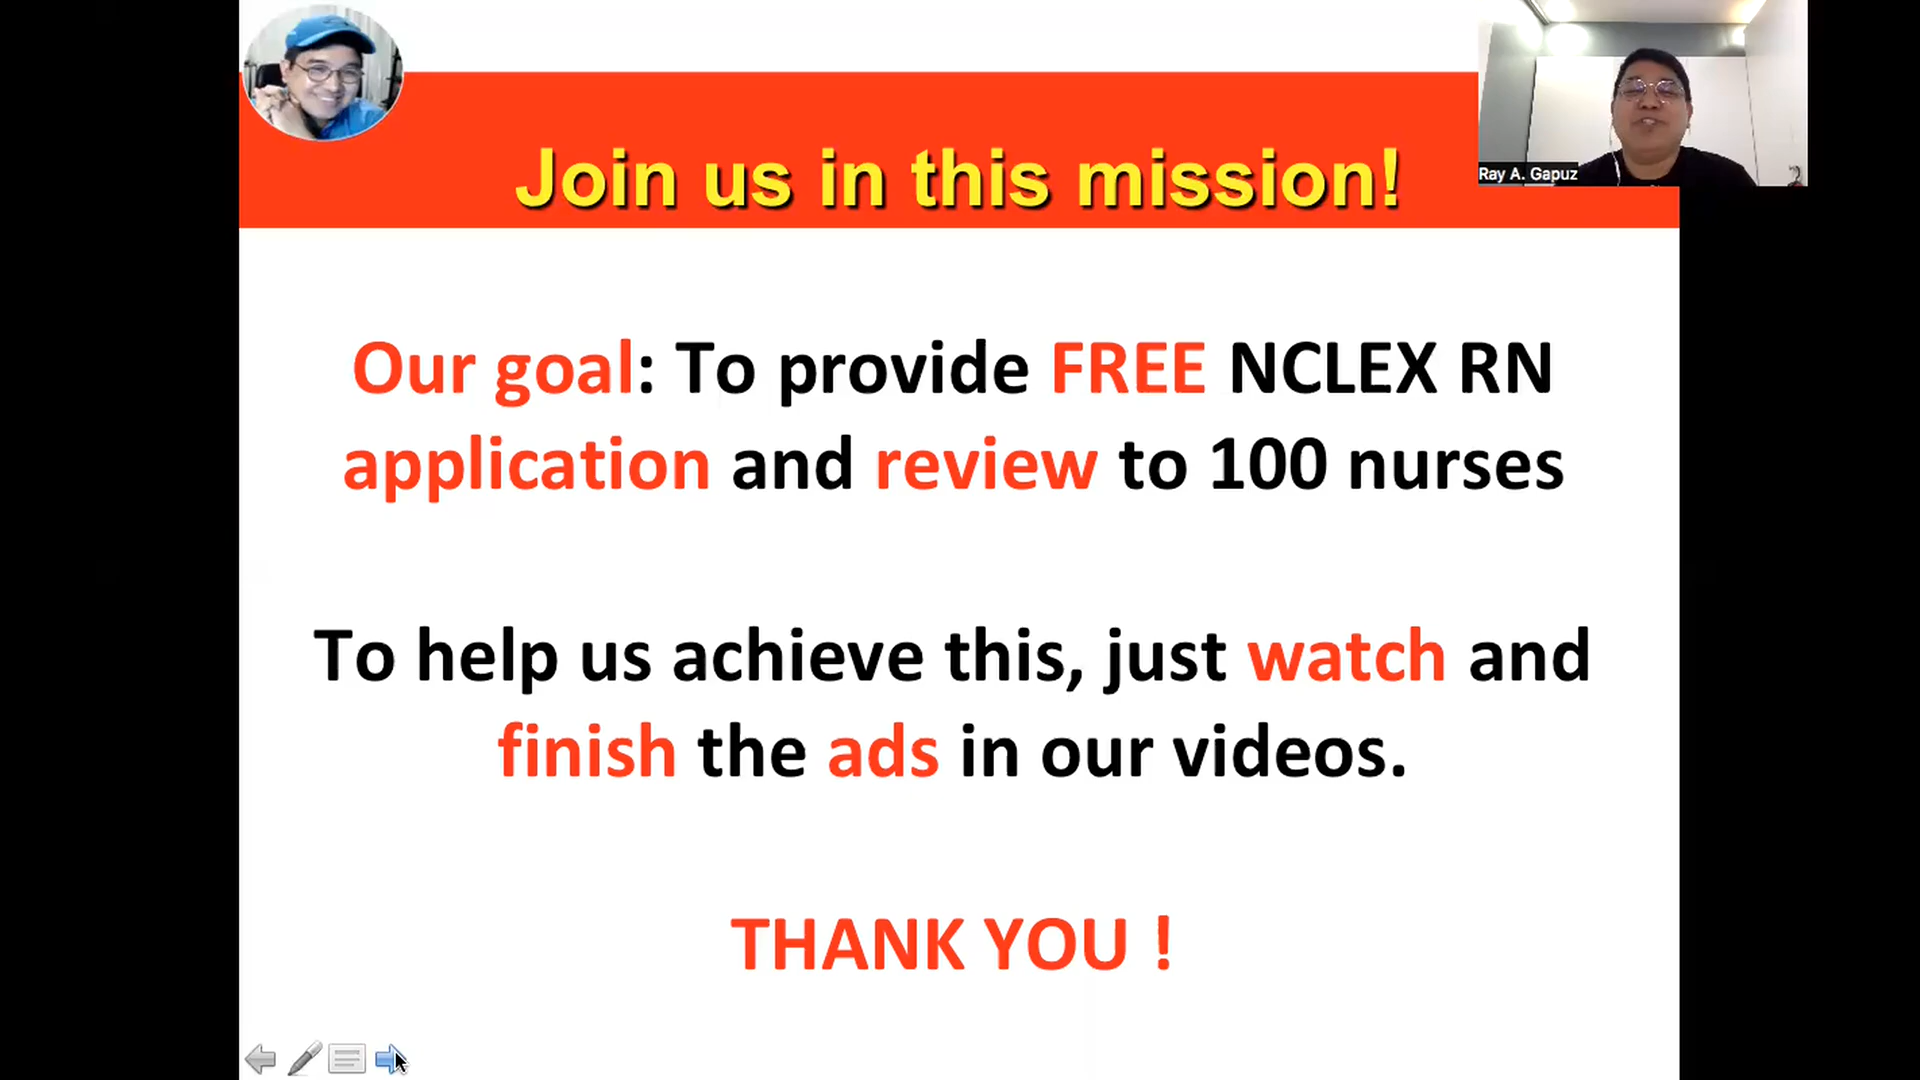 Join us in this mission!
Ray A. Gapuz
Our goal: To provide FREE NCLEX RN
application and review to 100 nurses
To help us achieve this, just watch and
finish the ads in our videos.
THANK YOU !